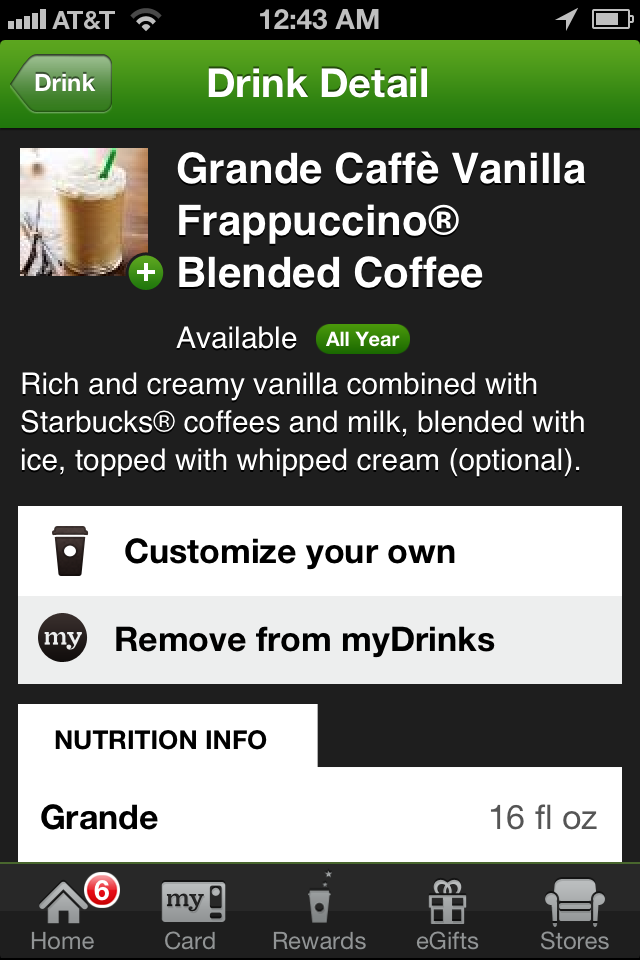 AT&T 12:43 AM
Drink Drink Detail
Grande Caffè Vanilla
Frappuccino®
Blended Coffee
Available All Year
Rich and creamy vanilla combined with
Starbucks® coffees and milk, blended with
ice, topped with whipped cream (optional).
Customize your own
my Remove from myDrinks
NUTRITION INFO
Grande 16 fl oz
6
my
Home Card Rewards eGifts Stores